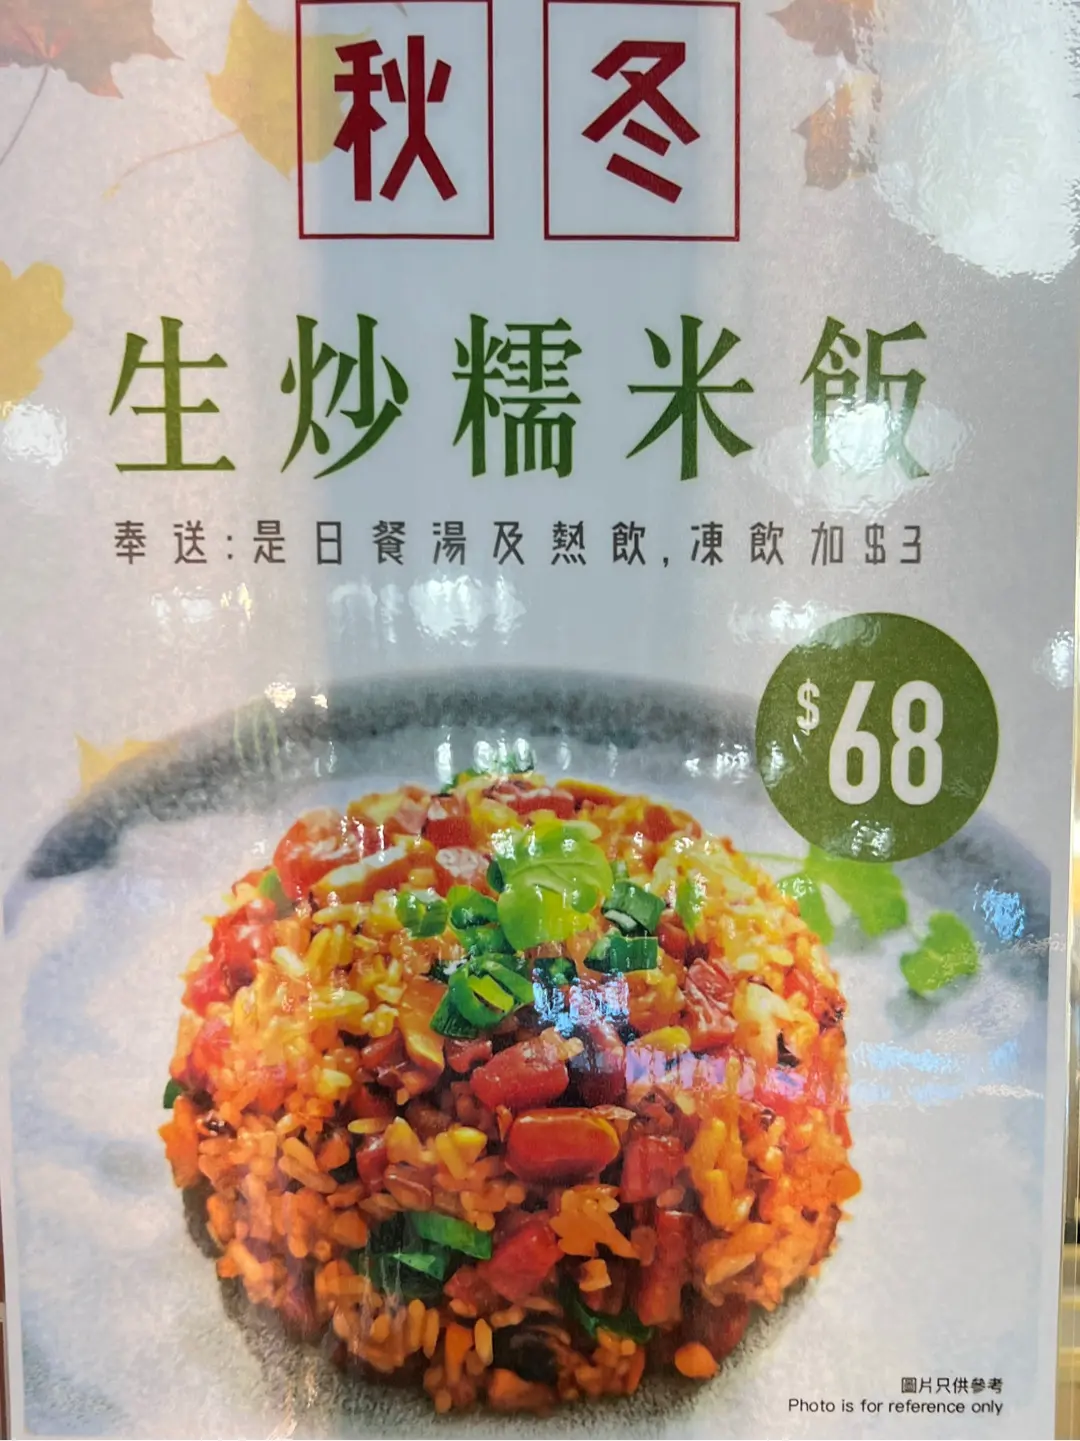 秋冬
生炒糯米飯
奉送:是日餐湯及熱飲,凍飲加$3
$68
圖片只供參考
Photo is for reference only